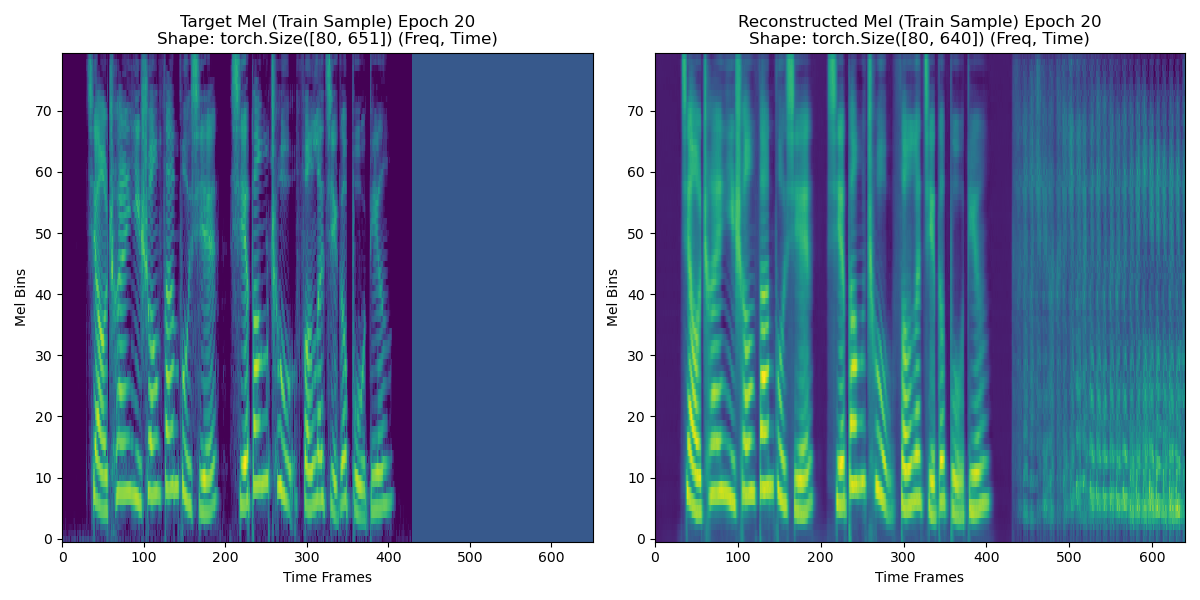 Target Mel (Train Sample) Epoch 20
Shape: torch.Size([80, 651]) (Freq, Time)
Mel Bins
70
60
50
40
30
20
10
0
0 100 200 300 400 500 600
Time Frames
Reconstructed Mel (Train Sample) Epoch 20
Shape: torch.Size([80, 640]) (Freq, Time)
Mel Bins
70
60
50
40
30
20
10
0
0 100 200 300 400 500 600
Time Frames